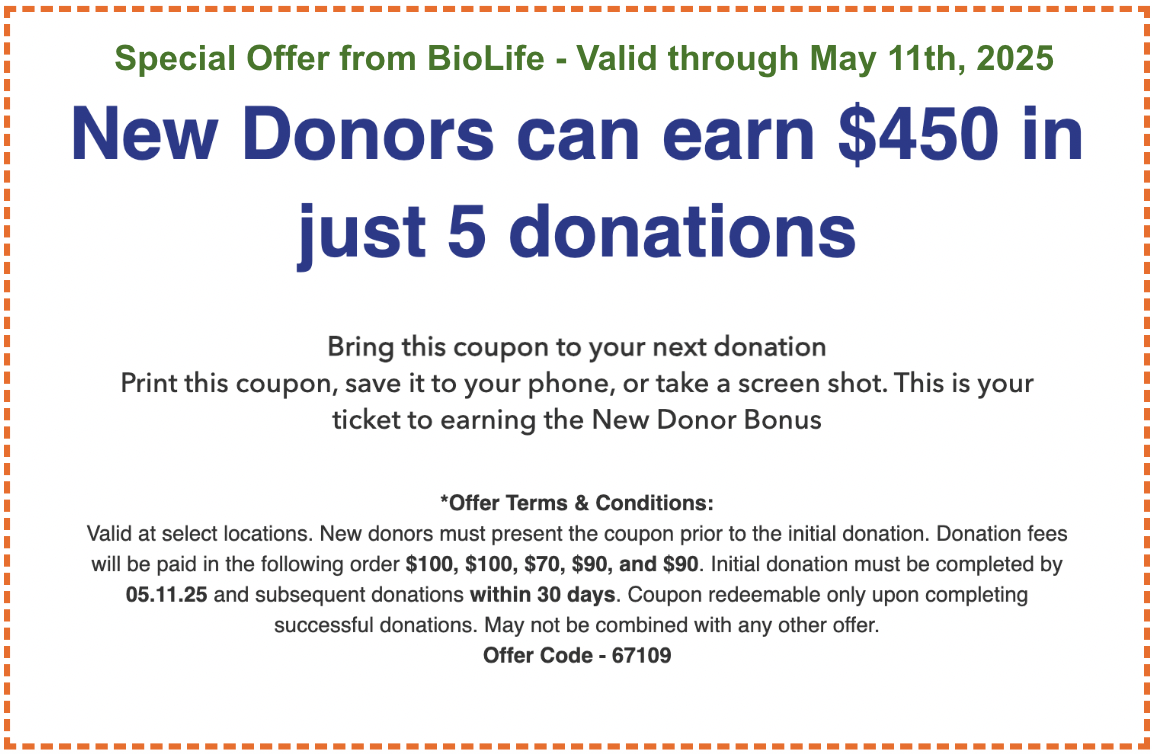 Special Offer from BioLife - Valid through May 11th, 2025
New Donors can earn $450 in
just 5 donations
Bring this coupon to your next donation
Print this coupon, save it to your phone, or take a screen shot. This is your
ticket to earning the New Donor Bonus
*Offer Terms & Conditions:
Valid at select locations. New donors must present the coupon prior to the initial donation. Donation fees
will be paid in the following order $100, $100, $70, $90, and $90. Initial donation must be completed by
05.11.25 and subsequent donations within 30 days. Coupon redeemable only upon completing
successful donations. May not be combined with any other offer.
Offer Code - 67109